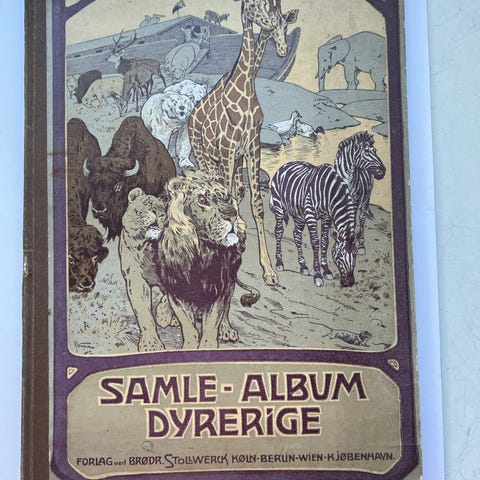 SAMLE-ALBUM
DYRERIGE
FORLAG ved BRØDR. STOLLWERCK KÖLN-BERLIN-WIEN-KJØBENHAVN.